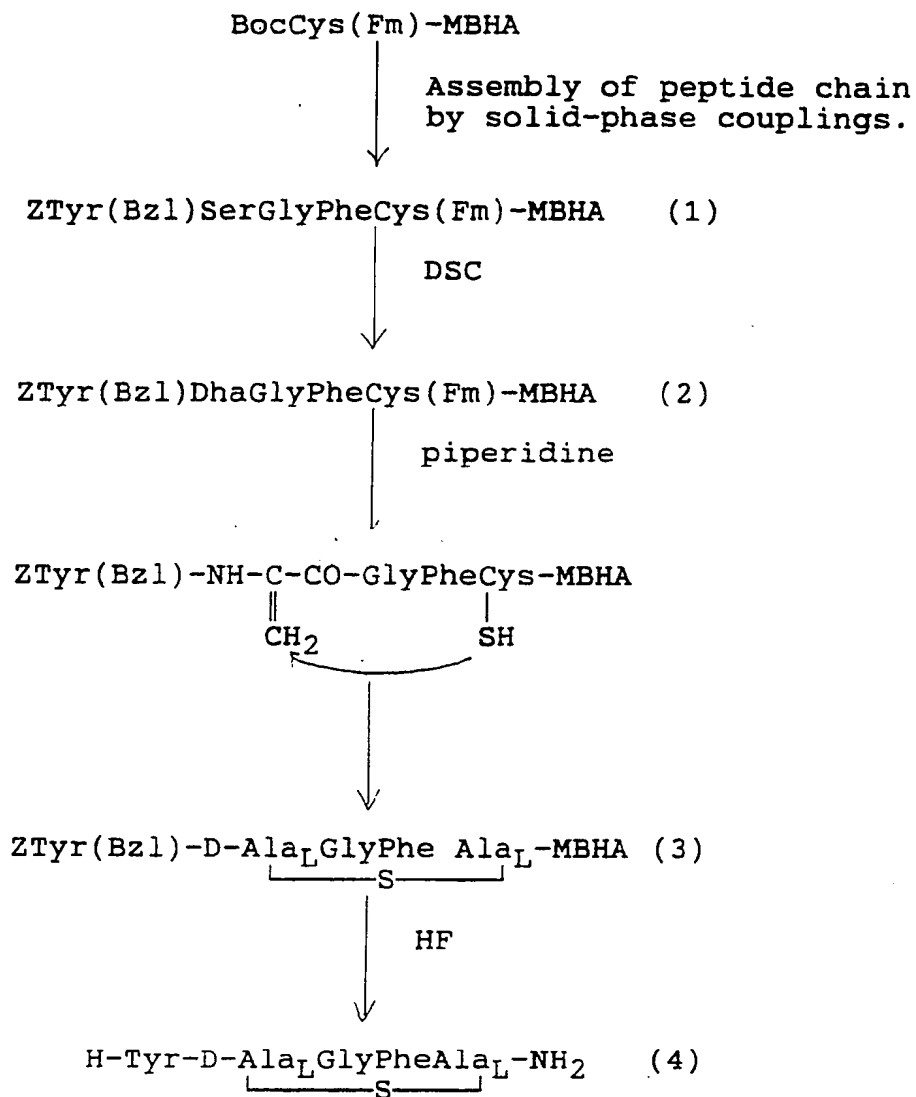 BocCys(Fm)-MBHA
Assembly of peptide chain
by solid-phase couplings.
ZTyr(Bzl)SerGlyPheCys(Fm)-MBHA (1)
DSC
ZTyr(Bzl)DhaGlyPheCys(Fm)-MBHA (2)
piperidine
ZTyr(Bzl)-NH-C-CO-GlyPheCys-MBHA
CH2 SH
ZTyr(Bzl)-D-AlaLGlyPhe AlaL-MBHA (3)
S
HF
H-Tyr-D-AlaLGlyPheAlaL-NH2 (4)
S